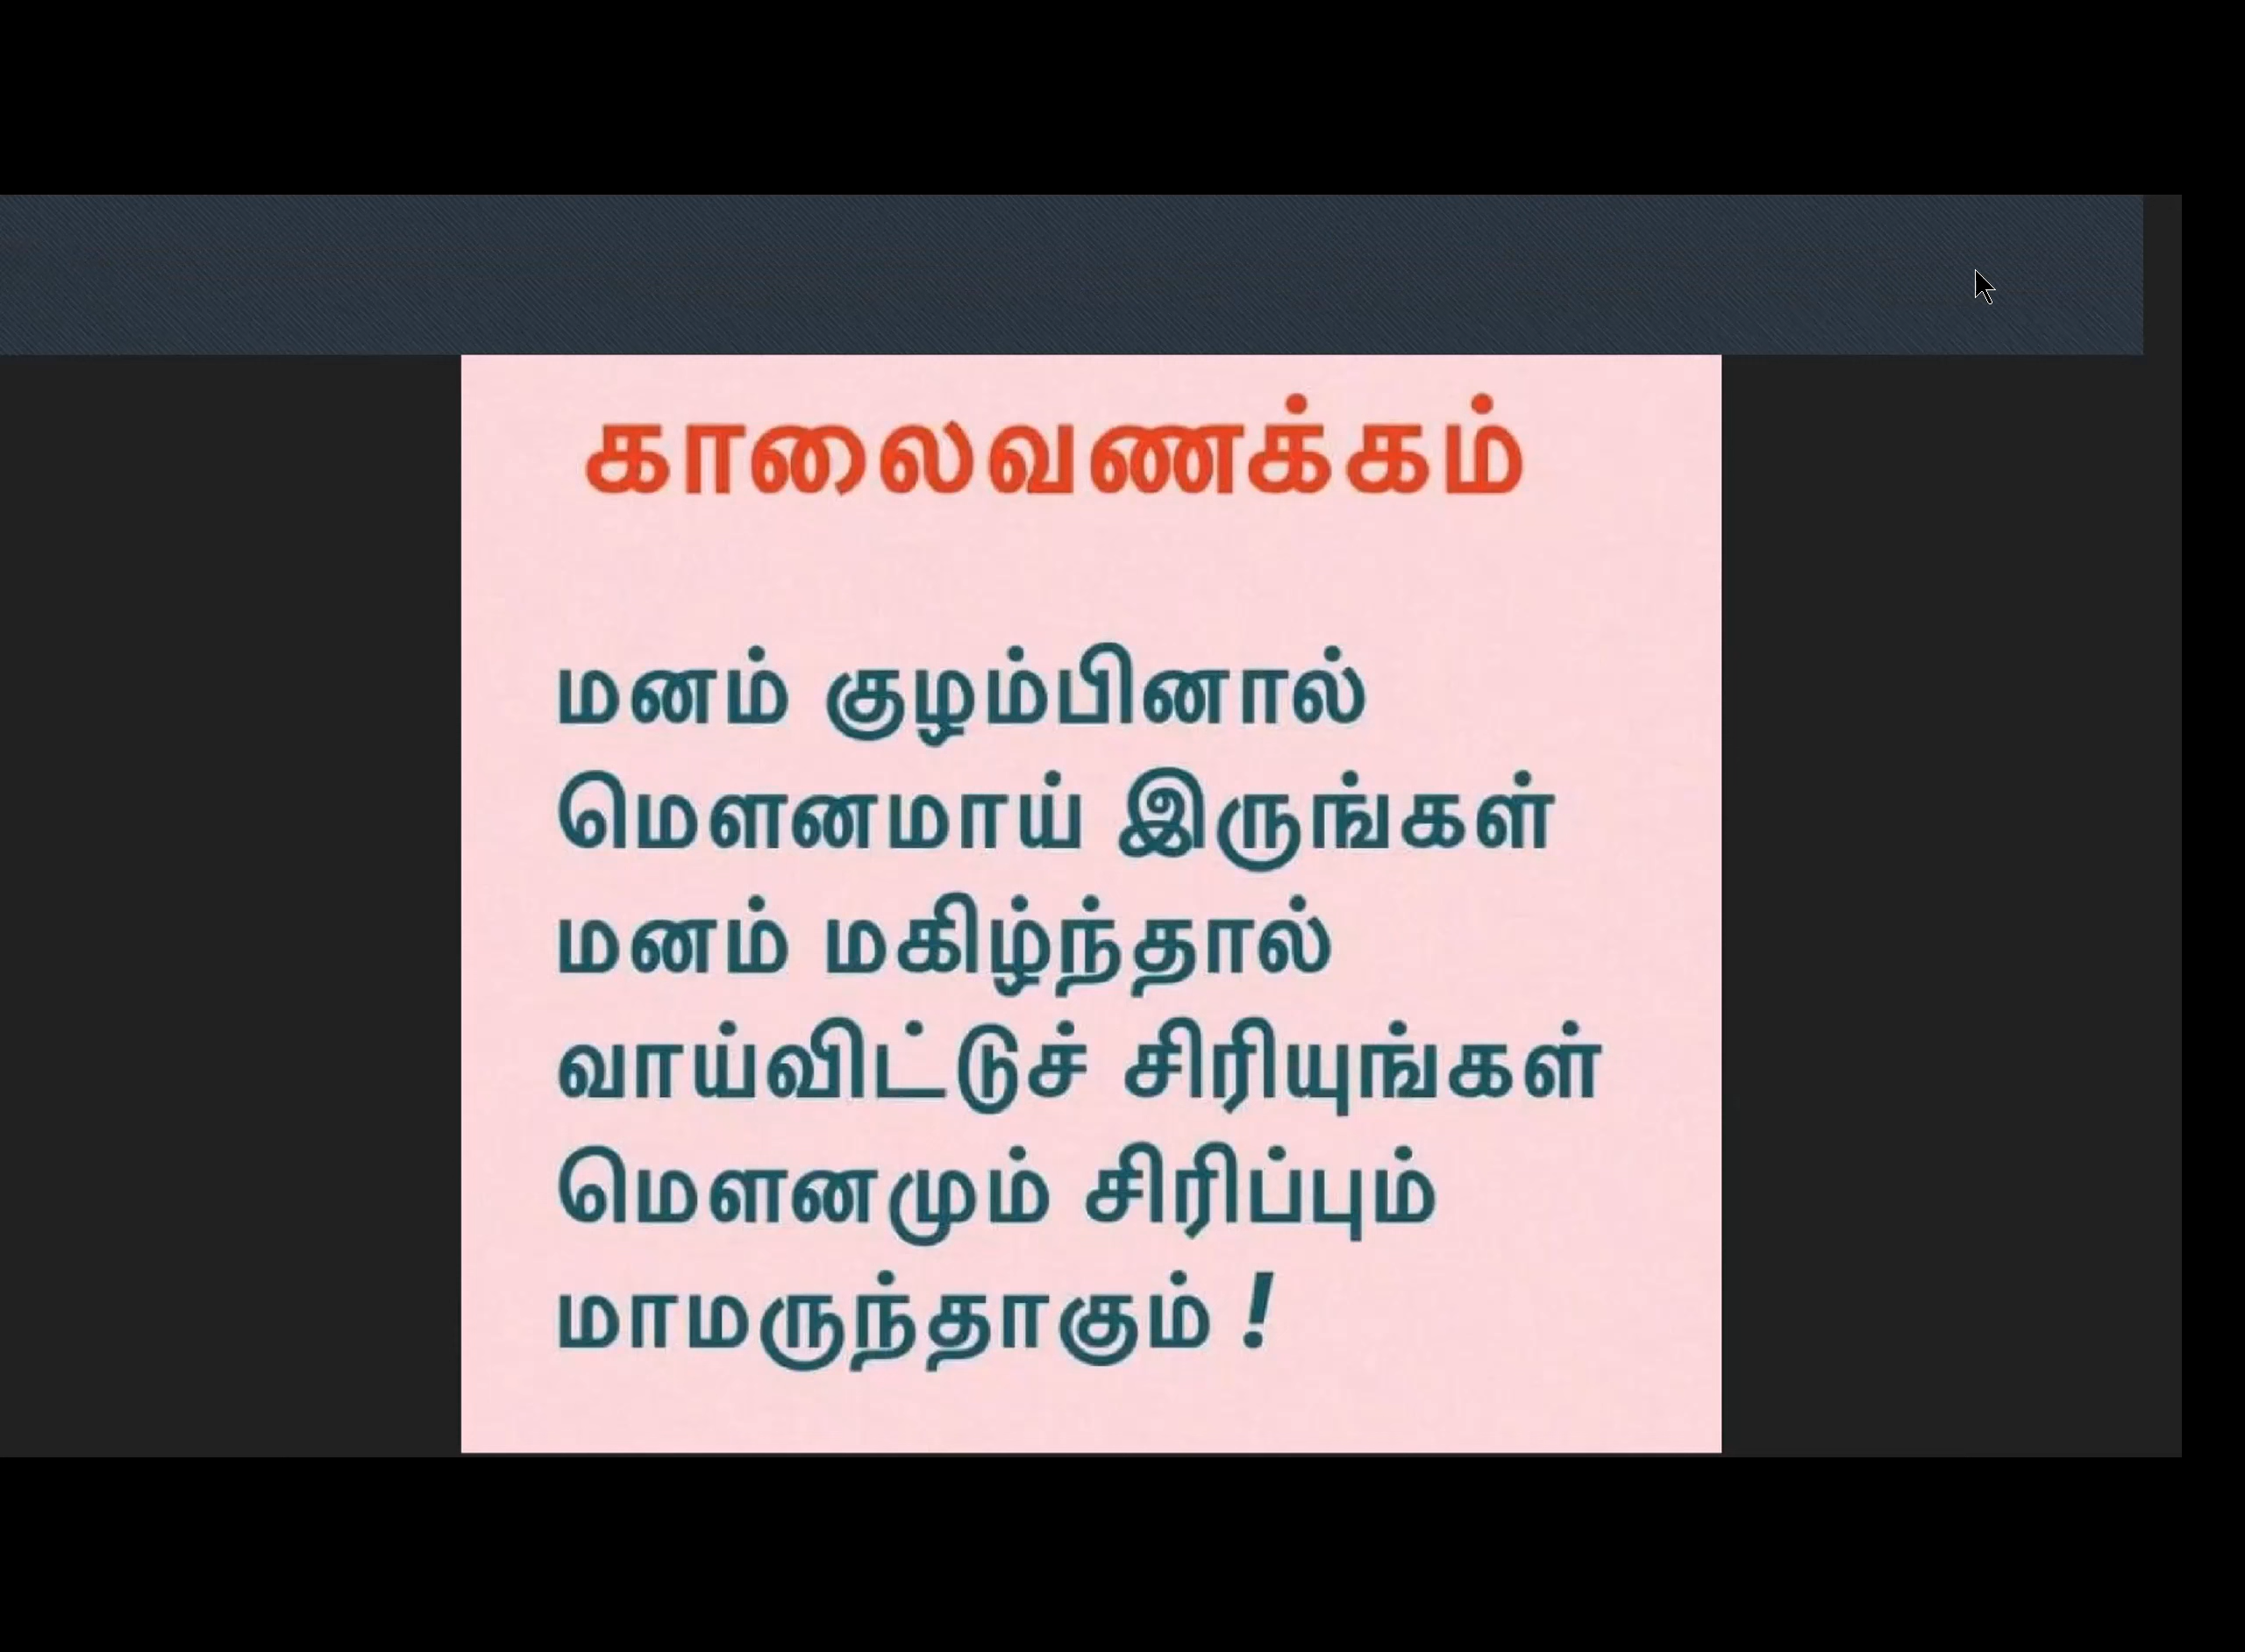 காலைவணக்கம்
மனம் குழம்பினால்
மௌனமாய் இருங்கள்
மனம் மகிழ்ந்தால்
வாய்விட்டுச் சிரியுங்கள்
மௌனமும் சிரிப்பும்
மாமருந்தாகும் !